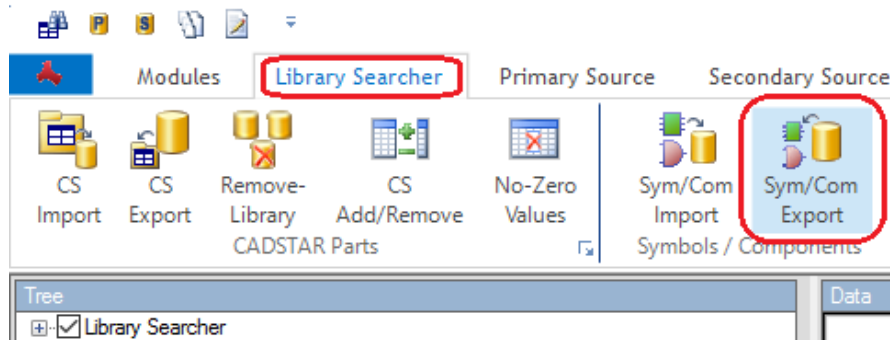 P S
Modules Library Searcher Primary Source Secondary Source
CS Import CS Export Remove-Library CS Add/Remove No-Zero Values Sym/Com Import Sym/Com Export
CADSTAR Parts Symbols / Components
Tree Data
Library Searcher